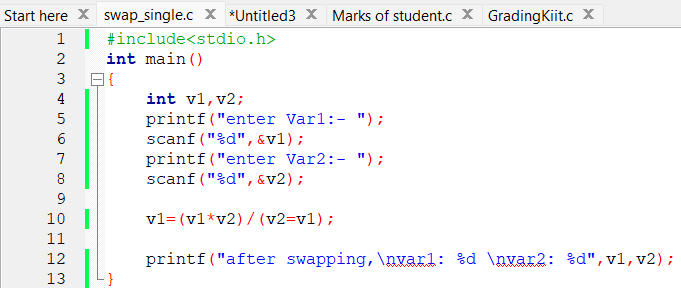 Start here swap_single.c *Untitled3 Marks of student.c GradingKiit.c
1 #include<stdio.h>
2 int main()
3 {
4 int v1,v2;
5 printf("enter Var1:- ");
6 scanf("%d",&v1);
7 printf("enter Var2:- ");
8 scanf("%d",&v2);
9
10 v1=(v1*v2)/(v2=v1);
11
12 printf("after swapping,\nvar1: %d \nvar2: %d",v1,v2);
13 }